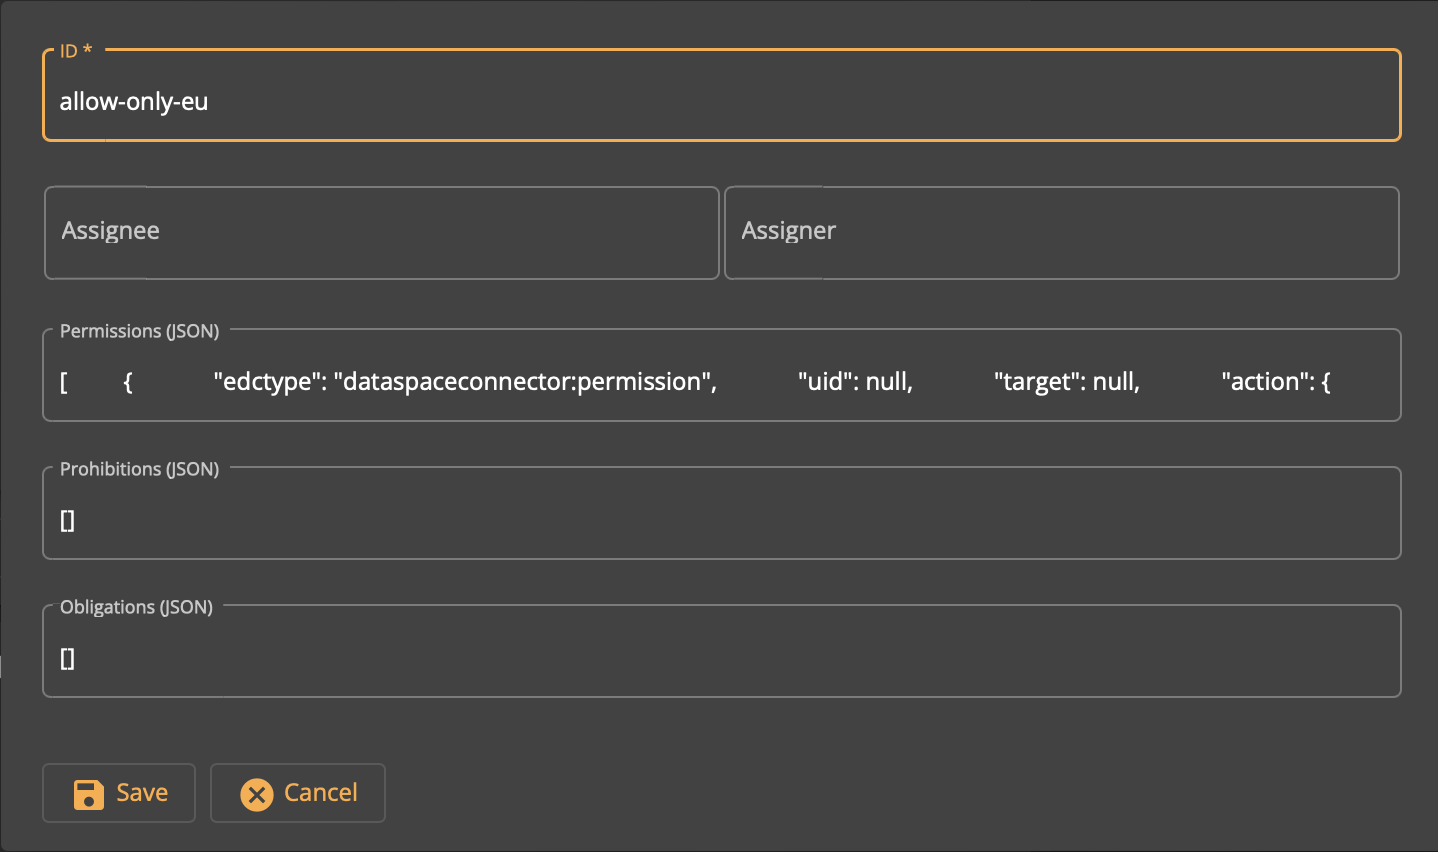 ID *
allow-only-eu
Assignee Assigner
Permissions (JSON)
[ { "edctype": "dataspaceconnector:permission", "uid": null, "target": null, "action": {
Prohibitions (JSON)
[]
Obligations (JSON)
[]
Save Cancel